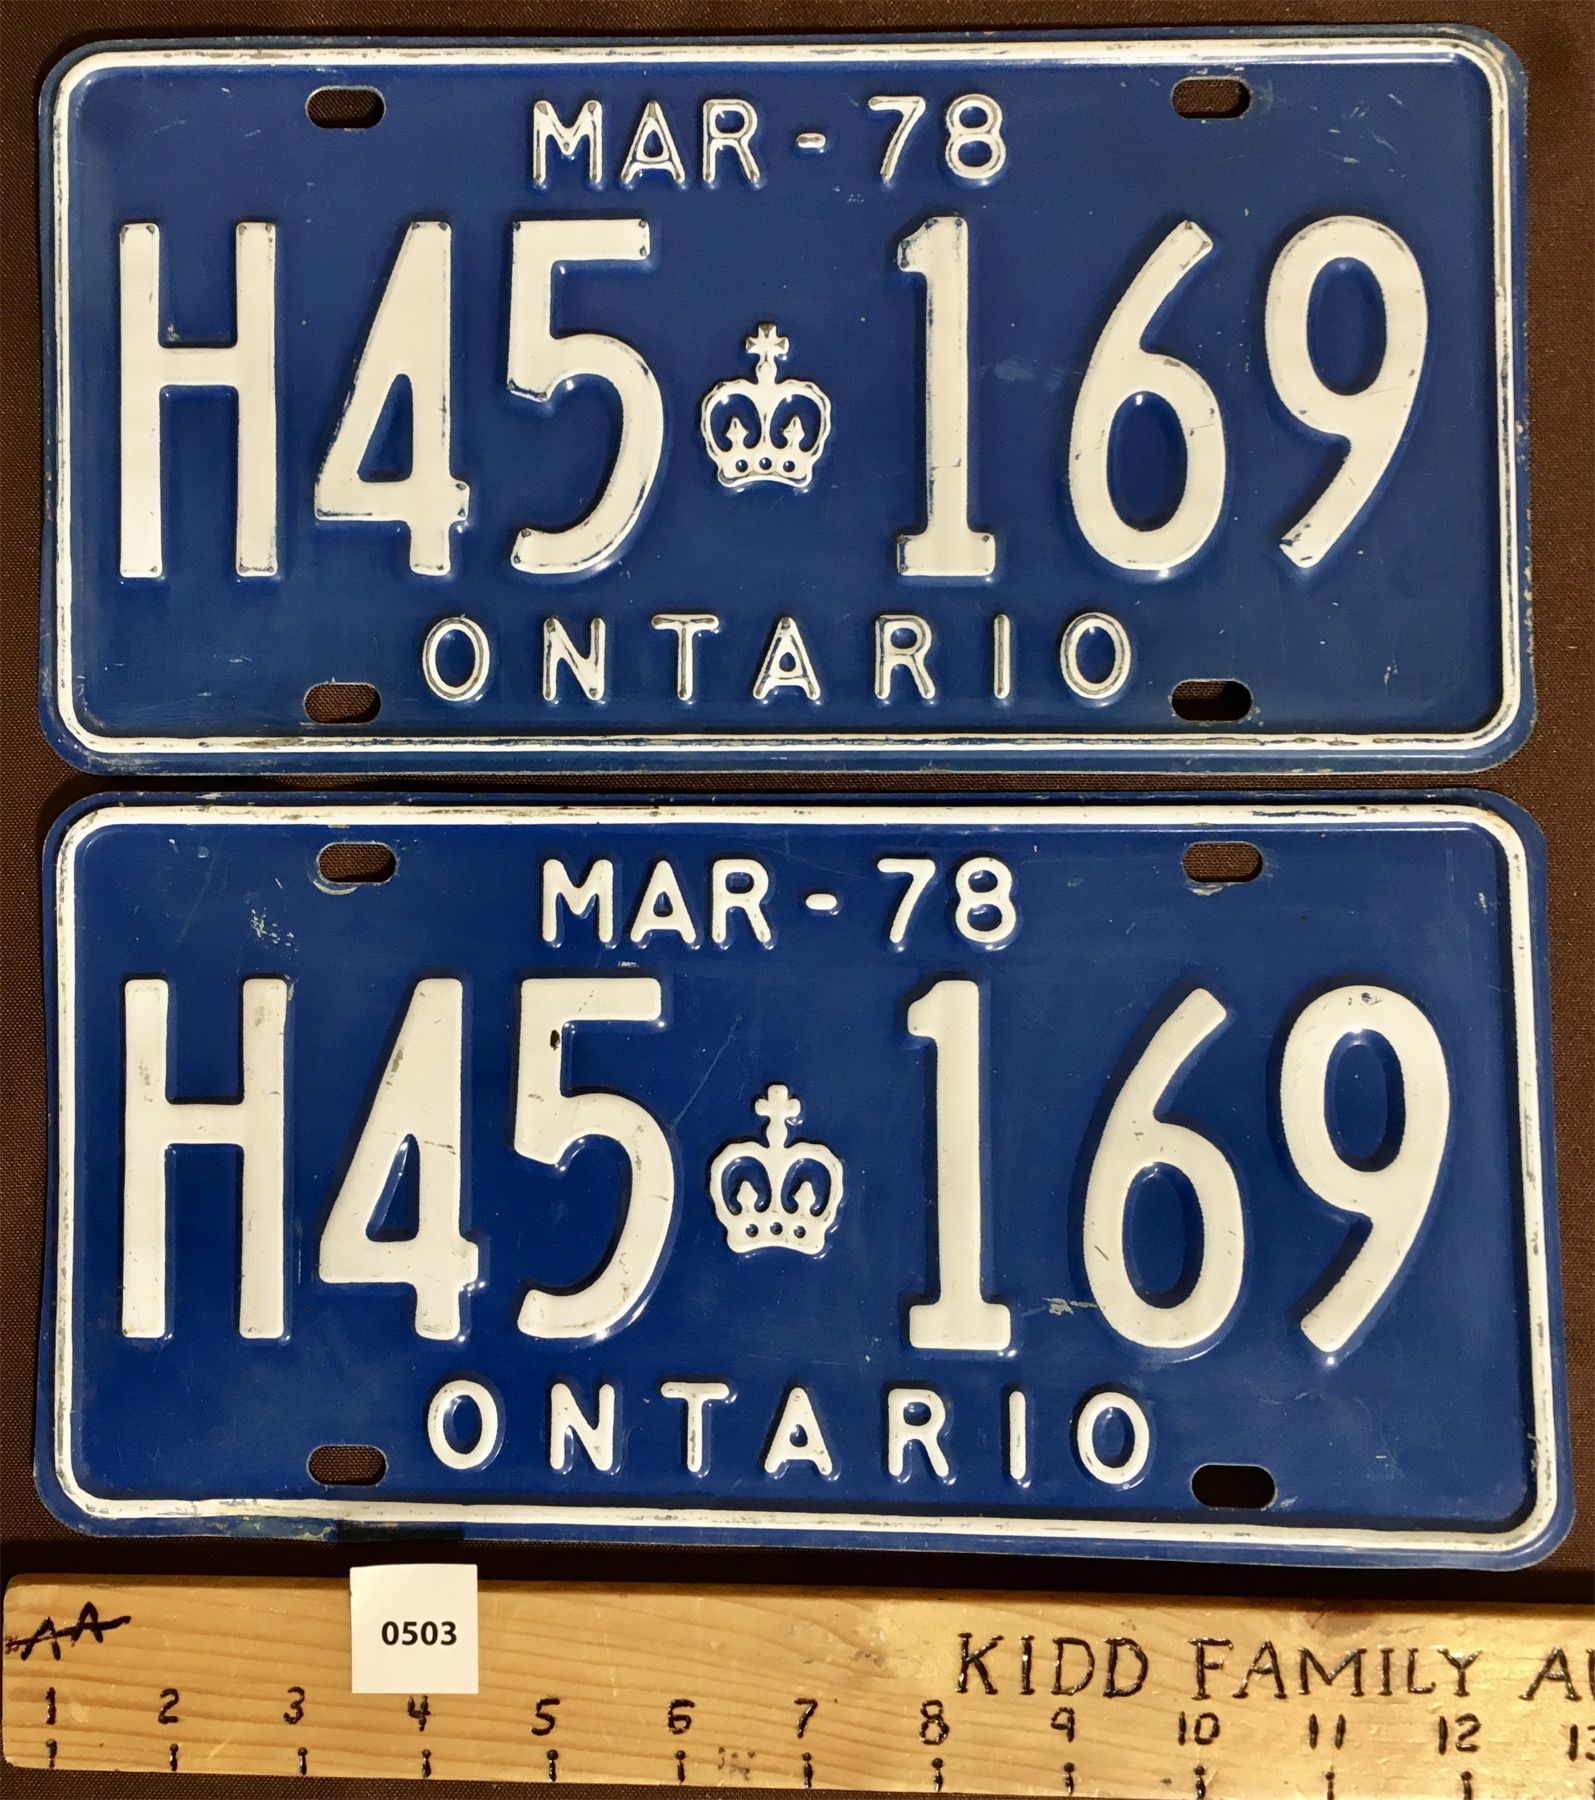 MAR - 78
H45 169
ONTARIO
MAR - 78
H45 169
ONTARIO
0503
AA
KIDD FAMILY
1 2 3 4 5 6 7 8 9 10 11 12